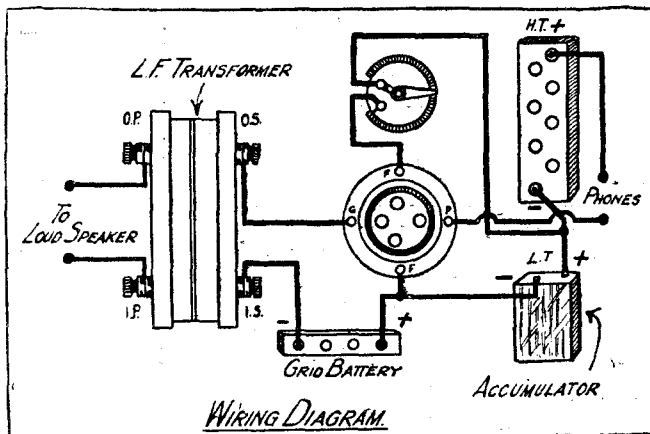 H.T. +
L.F. TRANSFORMER
O.P.
O.S.
F
G
P
-
PHONES
TO
LOUD SPEAKER
L.T
-
+
F
I.P.
I.S.
-
+
GRID BATTERY
ACCUMULATOR
WIRING DIAGRAM.